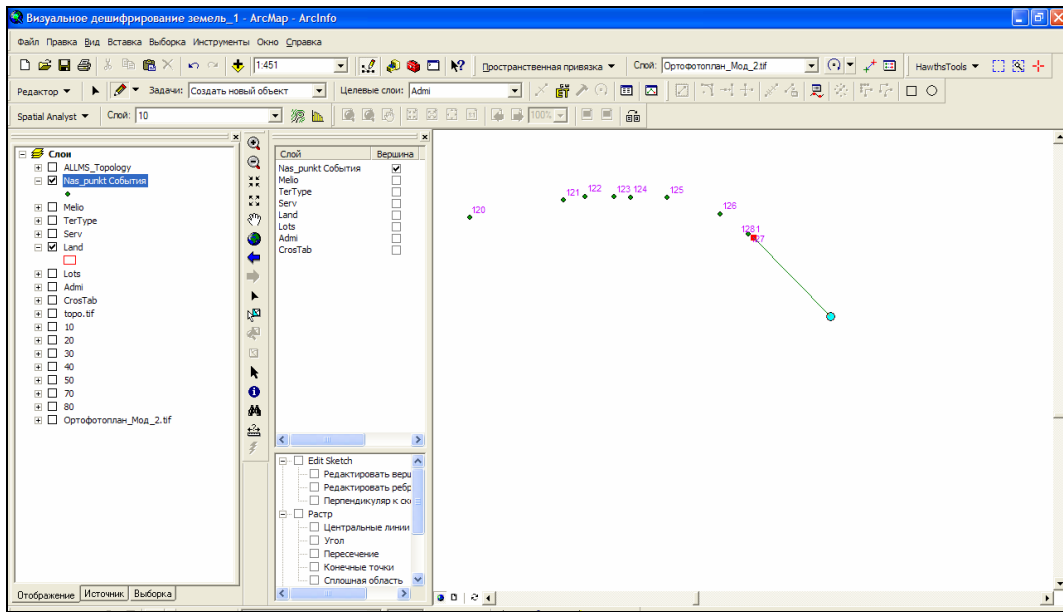 Визуальное дешифрирование земель_1 - ArcMap - ArcInfo
Файл Правка Вид Вставка Выборка Инструменты Окно Справка
1:451 Пространственная привязка Слой: Ортофотоплан_Мод_2.tif HawthsTools
Редактор Задачи: Создать новый объект Целевые слои: Admi
Spatial Analyst Слой: 10 100%
Слои
ALLMS_Topology
Nas_punkt События
Melio
TerType
Serv
Land
Lots
Admi
CrosTab
topo.tif
10
20
30
40
50
70
80
Ортофотоплан_Мод_2.tif
Отображение Источник Выборка
Слой Вершина
Nas_punkt События
Melio
TerType
Serv
Land
Lots
Admi
CrosTab
Edit Sketch
Редактировать верш
Редактировать ребр
Перпендикуляр к ск
Растр
Центральные линии
Угол
Пересечение
Конечные точки
Сплошная область
120
121
122
123
124
125
126